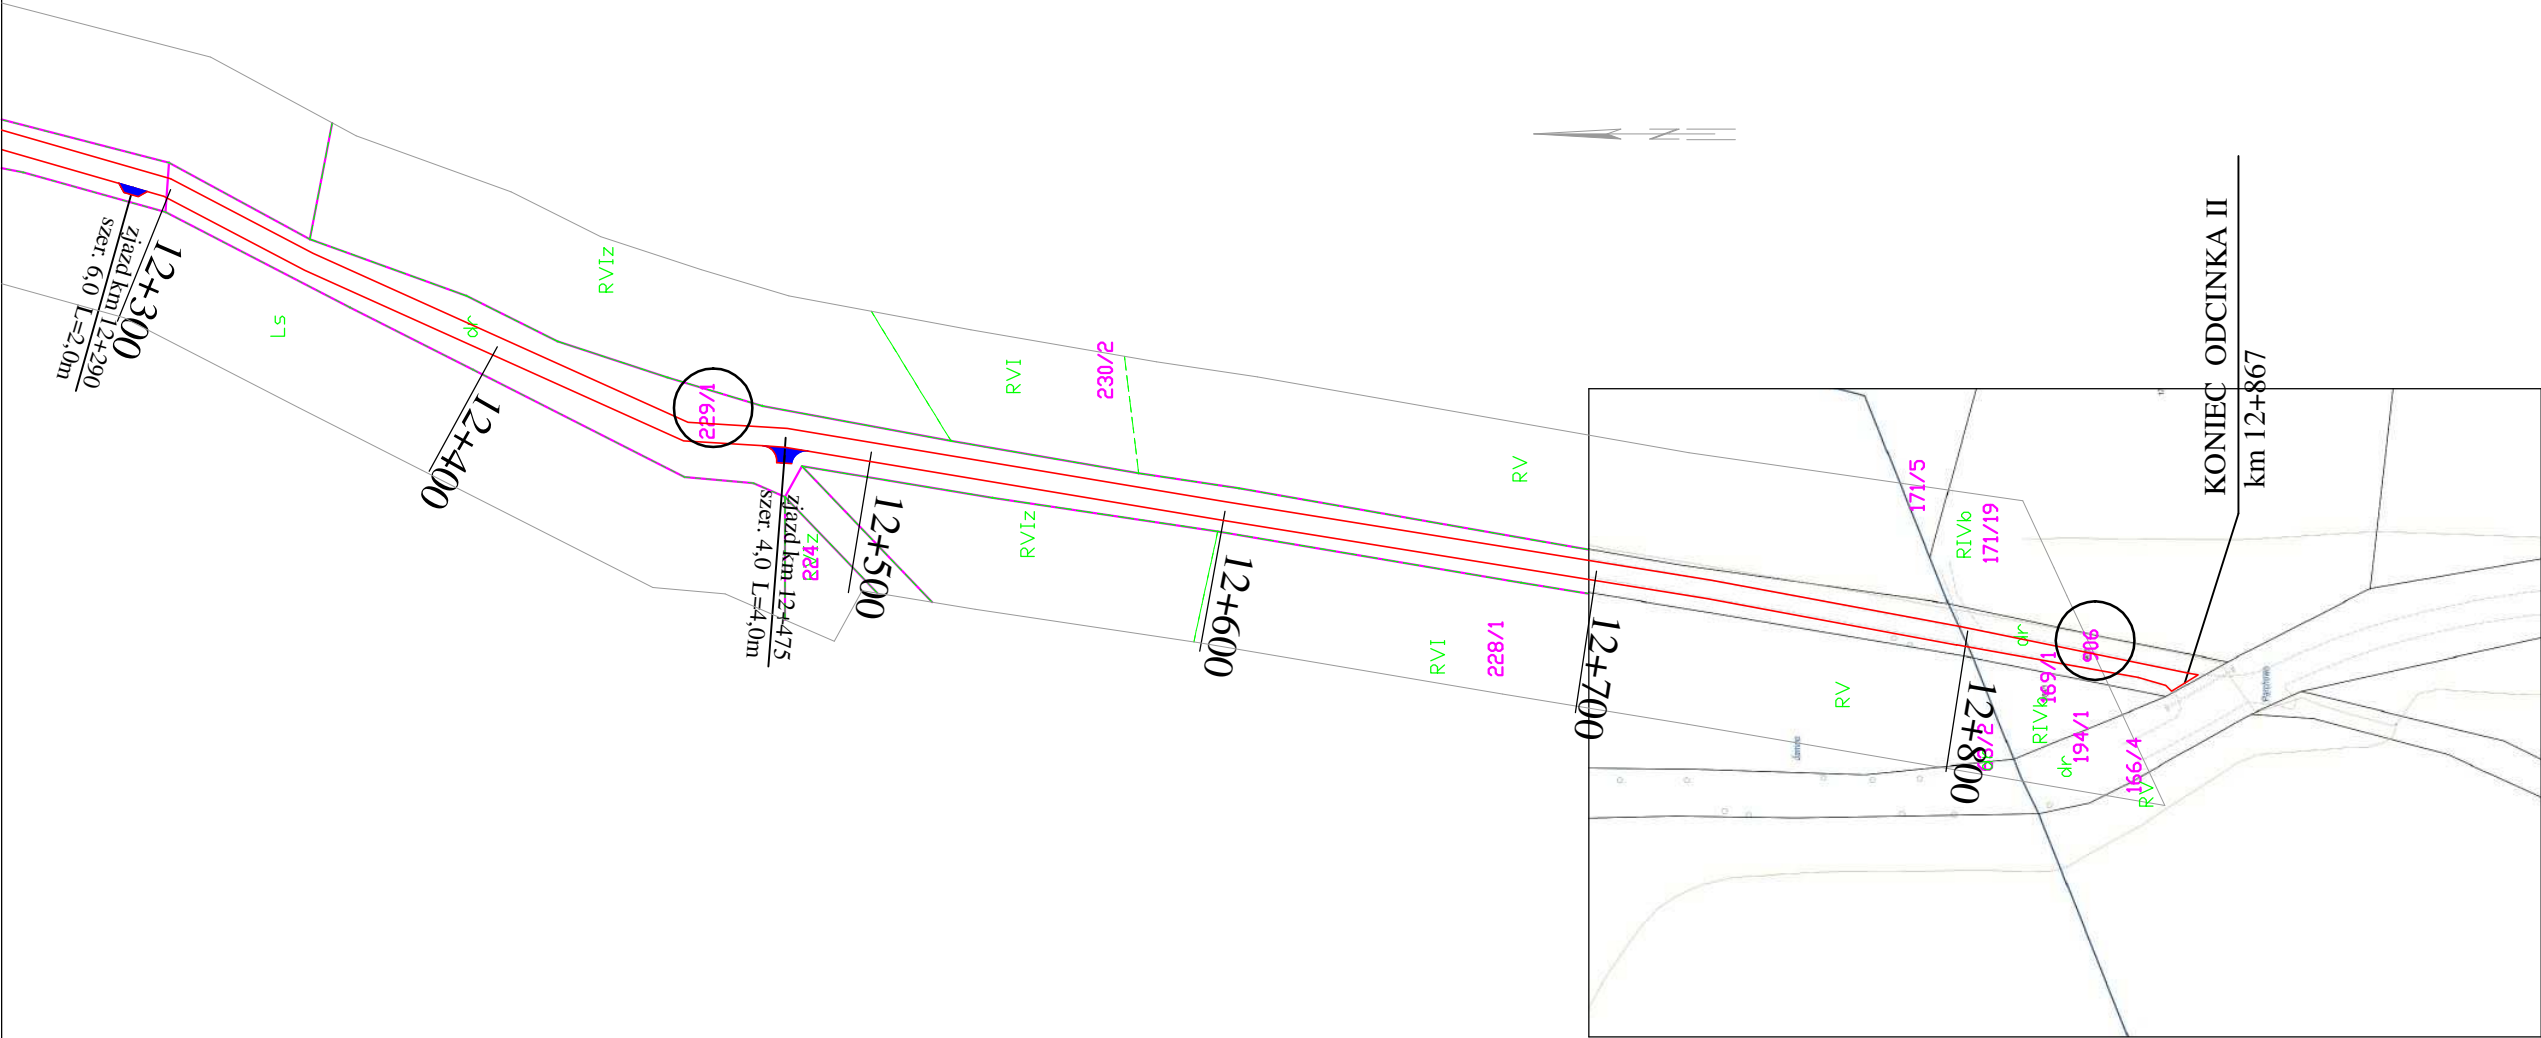 12+300
zjazd km 12+290
szer. 6,0 L=2,0m
Ls
dr
12+400
RVIz
229/1
zjazd km 12+475
szer. 4,0 L=4,0m
224
12+500
RVI
230/2
RVIz
12+600
RVI
228/1
RV
N
12+700
RV
171/5
RIVb
171/19
12+800
dr
906
169/1
194/1
dr
166/4
RV
KONIEC ODCINKA II
km 12+867
Parchowo